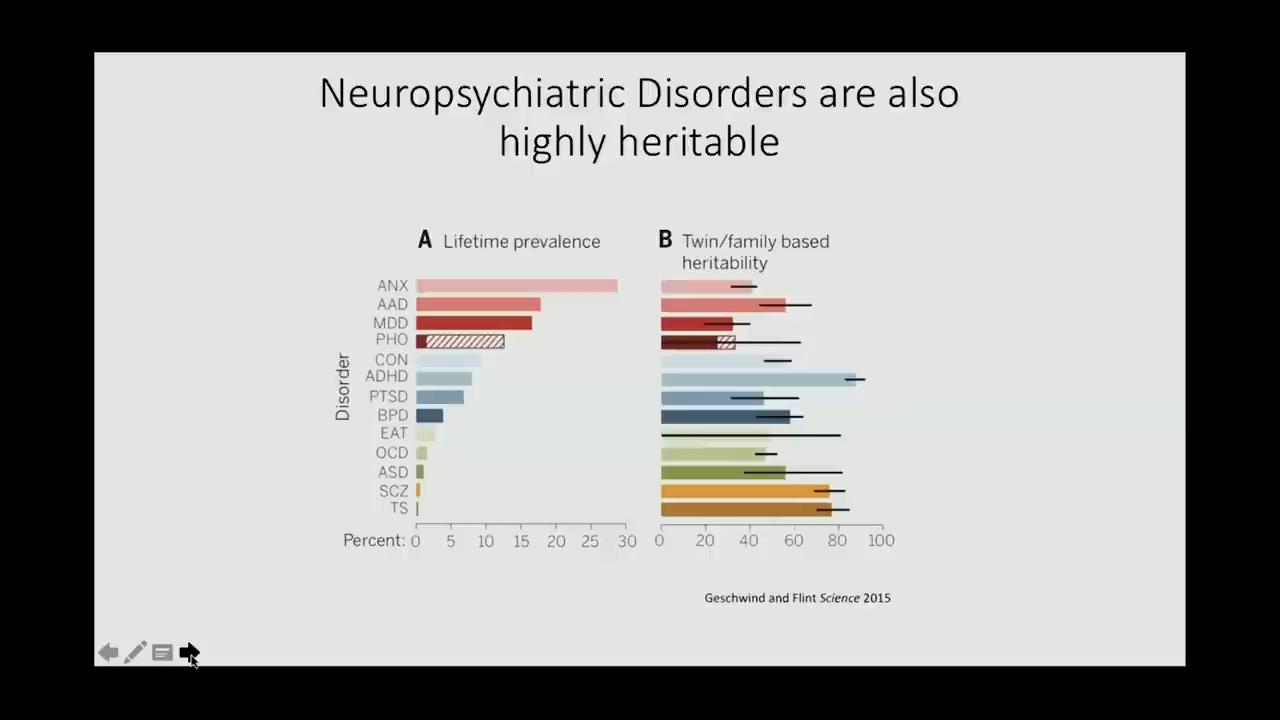 Neuropsychiatric Disorders are also
highly heritable
A Lifetime prevalence
B Twin/family based
heritability
Disorder
ANX
AAD
MDD
PHO
CON
ADHD
PTSD
BPD
EAT
OCD
ASD
SCZ
TS
Percent: 0 5 10 15 20 25 30
0 20 40 60 80 100
Geschwind and Flint Science 2015